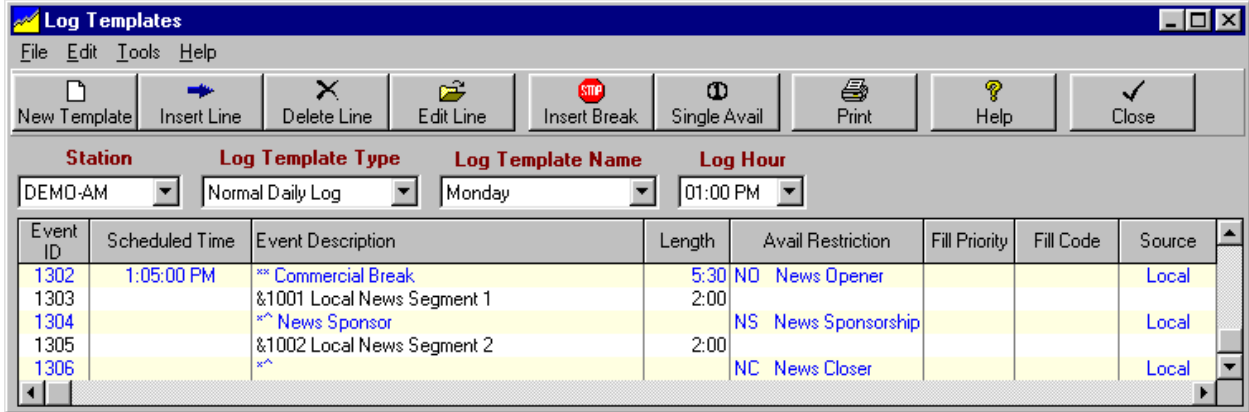 Log Templates
File Edit Tools Help
STOP
New Template Insert Line Delete Line Edit Line Insert Break Single Avail Print Help Close
Station Log Template Type Log Template Name Log Hour
DEMO-AM Normal Daily Log Monday 01:00 PM
Event ID Scheduled Time Event Description Length Avail Restriction Fill Priority Fill Code Source
1302 1:05:00 PM ** Commercial Break 5:30 NO News Opener Local
1303 &1001 Local News Segment 1 2:00
1304 *^ News Sponsor NS News Sponsorship Local
1305 &1002 Local News Segment 2 2:00
1306 *^ NC News Closer Local